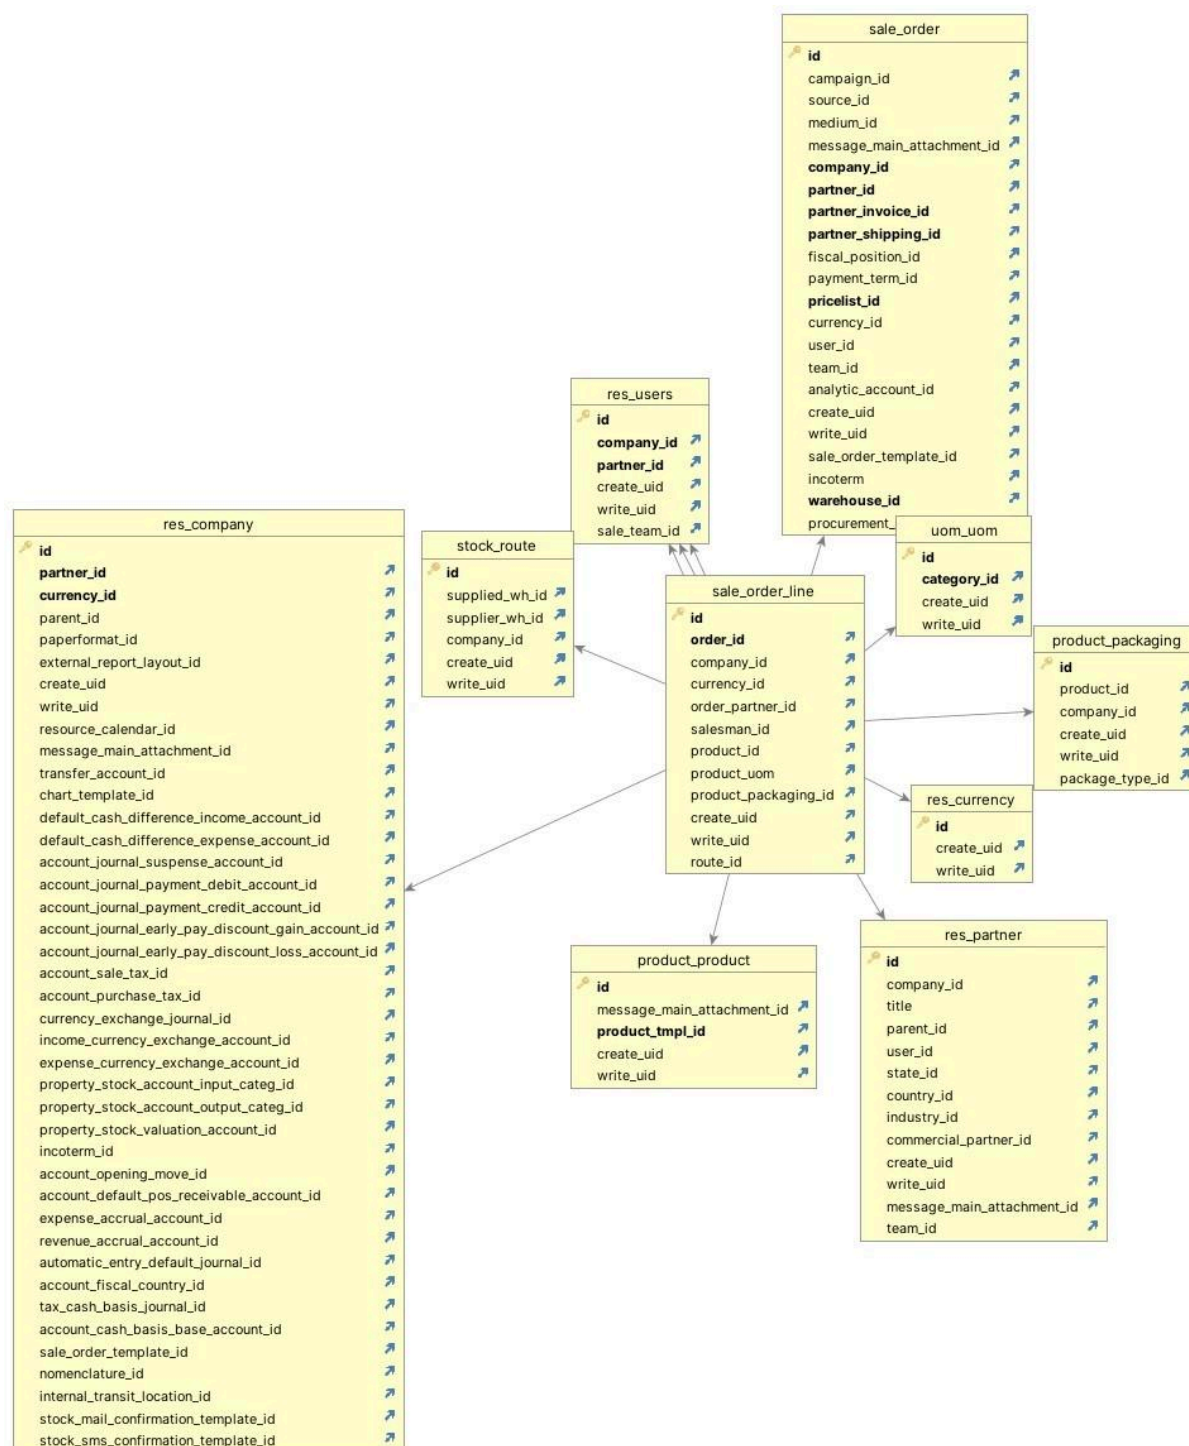 sale_order
id
campaign_id
source_id
medium_id
message_main_attachment_id
company_id
partner_id
partner_invoice_id
partner_shipping_id
fiscal_position_id
payment_term_id
pricelist_id
currency_id
user_id
team_id
analytic_account_id
create_uid
write_uid
sale_order_template_id
incoterm
warehouse_id
procurement_
res_users
id
company_id
partner_id
create_uid
write_uid
sale_team_id
res_company
id
partner_id
currency_id
parent_id
paperformat_id
external_report_layout_id
create_uid
write_uid
resource_calendar_id
message_main_attachment_id
transfer_account_id
chart_template_id
default_cash_difference_income_account_id
default_cash_difference_expense_account_id
account_journal_suspense_account_id
account_journal_payment_debit_account_id
account_journal_payment_credit_account_id
account_journal_early_pay_discount_gain_account_id
account_journal_early_pay_discount_loss_account_id
account_sale_tax_id
account_purchase_tax_id
currency_exchange_journal_id
income_currency_exchange_account_id
expense_currency_exchange_account_id
property_stock_account_input_categ_id
property_stock_account_output_categ_id
property_stock_valuation_account_id
incoterm_id
account_opening_move_id
account_default_pos_receivable_account_id
expense_accrual_account_id
revenue_accrual_account_id
automatic_entry_default_journal_id
account_fiscal_country_id
tax_cash_basis_journal_id
account_cash_basis_base_account_id
sale_order_template_id
nomenclature_id
internal_transit_location_id
stock_mail_confirmation_template_id
stock_sms_confirmation_template_id
stock_route
id
supplied_wh_id
supplier_wh_id
company_id
create_uid
write_uid
uom_uom
id
category_id
create_uid
write_uid
sale_order_line
id
order_id
company_id
currency_id
order_partner_id
salesman_id
product_id
product_uom
product_packaging_id
create_uid
write_uid
route_id
product_packaging
id
product_id
company_id
create_uid
write_uid
package_type_id
res_currency
id
create_uid
write_uid
product_product
id
message_main_attachment_id
product_tmpl_id
create_uid
write_uid
res_partner
id
company_id
title
parent_id
user_id
state_id
country_id
industry_id
commercial_partner_id
create_uid
write_uid
message_main_attachment_id
team_id